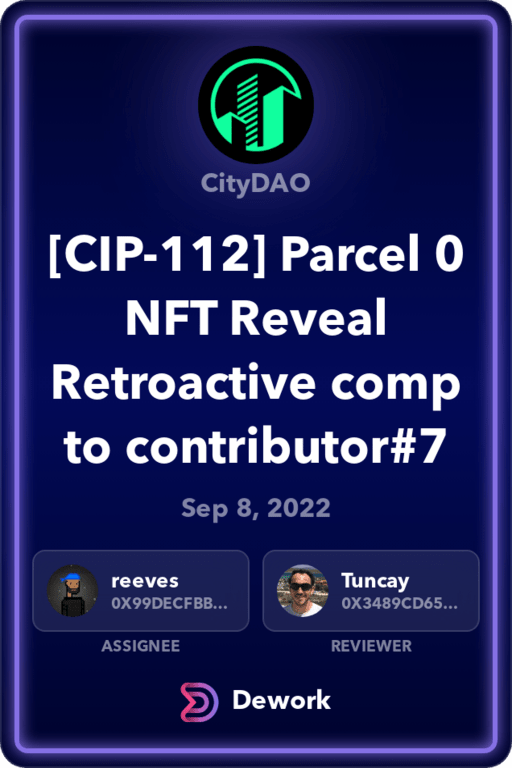 CityDAO
[CIP-112] Parcel 0
NFT Reveal
Retroactive comp
to contributor#7
Sep 8, 2022
reeves
0X99DECFBB...
ASSIGNEE
Tuncay
0X3489CD65...
REVIEWER
Dework